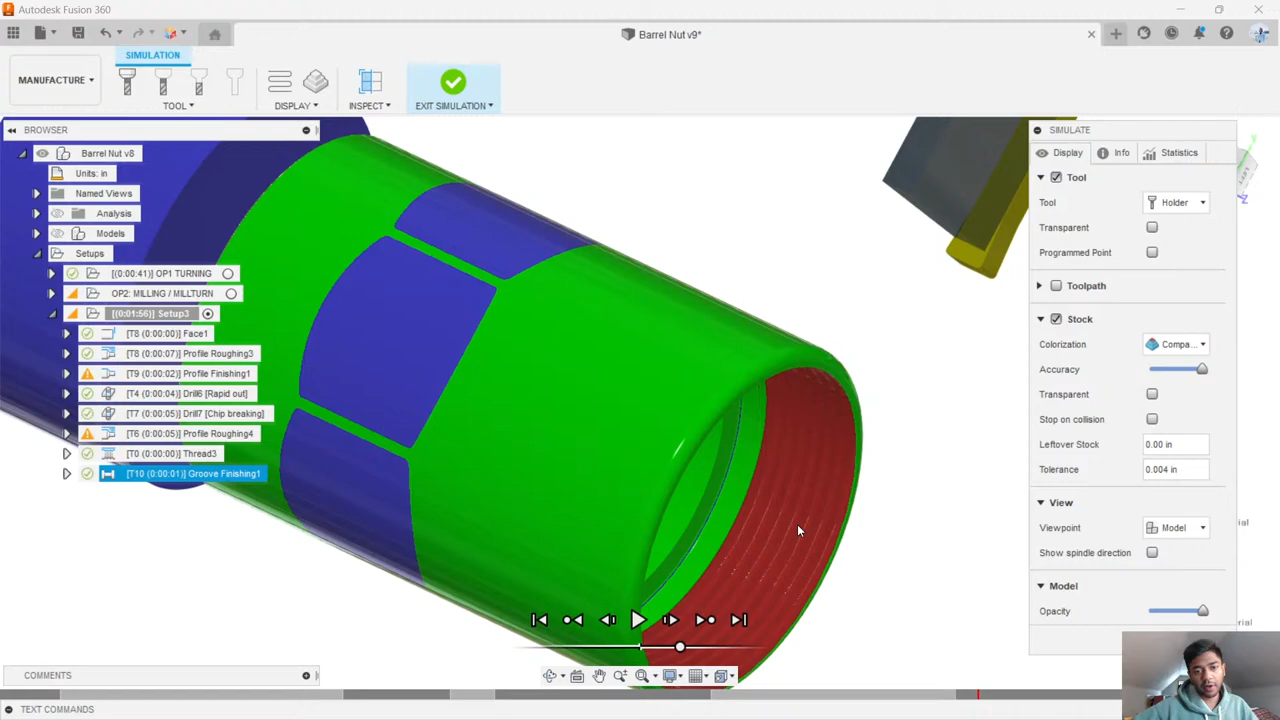 Autodesk Fusion 360
Barrel Nut v9*
SIMULATION
MANUFACTURE
TOOL
DISPLAY
INSPECT
EXIT SIMULATION
BROWSER
Barrel Nut v8
Units: in
Named Views
Analysis
Models
Setups
[(0:00:41)] OP1 TURNING
OP2: MILLING / MILLTURN
[(0:01:56)] Setup3
[T8 (0:00:00)] Face1
[T8 (0:00:07)] Profile Roughing3
[T9 (0:00:02)] Profile Finishing1
[T4 (0:00:04)] Drill6 [Rapid out]
[T7 (0:00:05)] Drill7 [Chip breaking]
[T6 (0:00:05)] Profile Roughing4
[T0 (0:00:00)] Thread3
[T10 (0:00:01)] Groove Finishing1
SIMULATE
Display Info Statistics
Tool
Tool Holder
Transparent
Programmed Point
Toolpath
Stock
Colorization Compa...
Accuracy
Transparent
Stop on collision
Leftover Stock 0.00 in
Tolerance 0.004 in
View
Viewpoint Model
Show spindle direction
Model
Opacity
Z
COMMENTS
TEXT COMMANDS